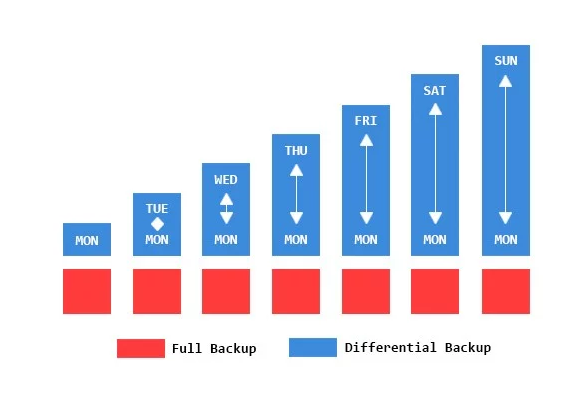 SUN
SAT
FRI
THU
WED
TUE
MON MON MON MON MON MON MON
Full Backup
Differential Backup